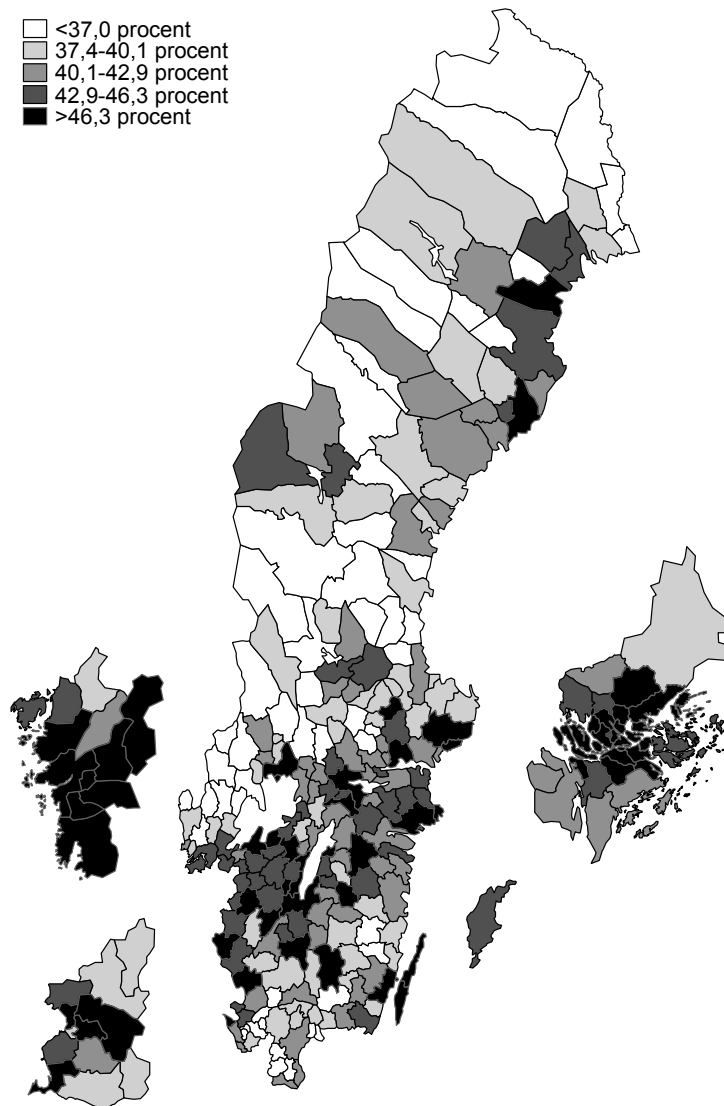 <37,0 procent
37,4-40,1 procent
40,1-42,9 procent
42,9-46,3 procent
>46,3 procent